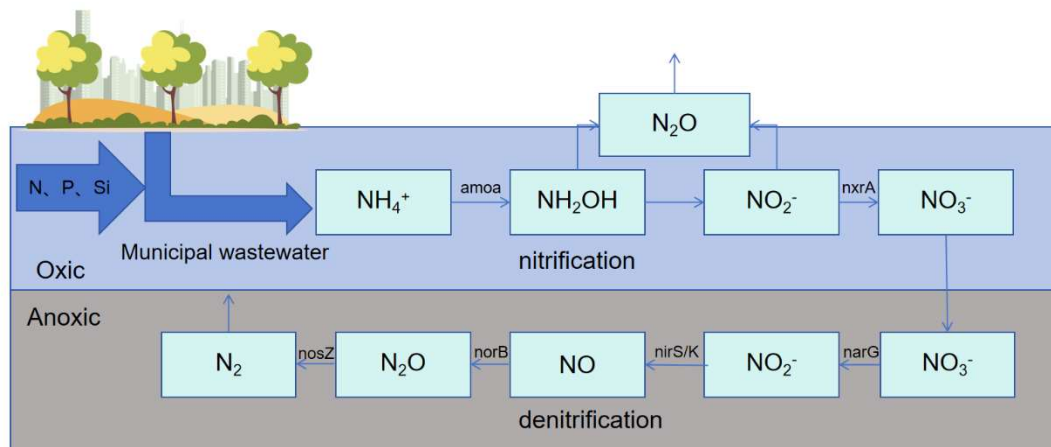 N₂O
N、P、Si
NH₄⁺
amoa
NH₂OH
NO₂⁻
nxrA
NO₃⁻
Municipal wastewater
nitrification
Oxic
Anoxic
N₂
nosZ
N₂O
norB
NO
nirS/K
NO₂⁻
narG
NO₃⁻
denitrification